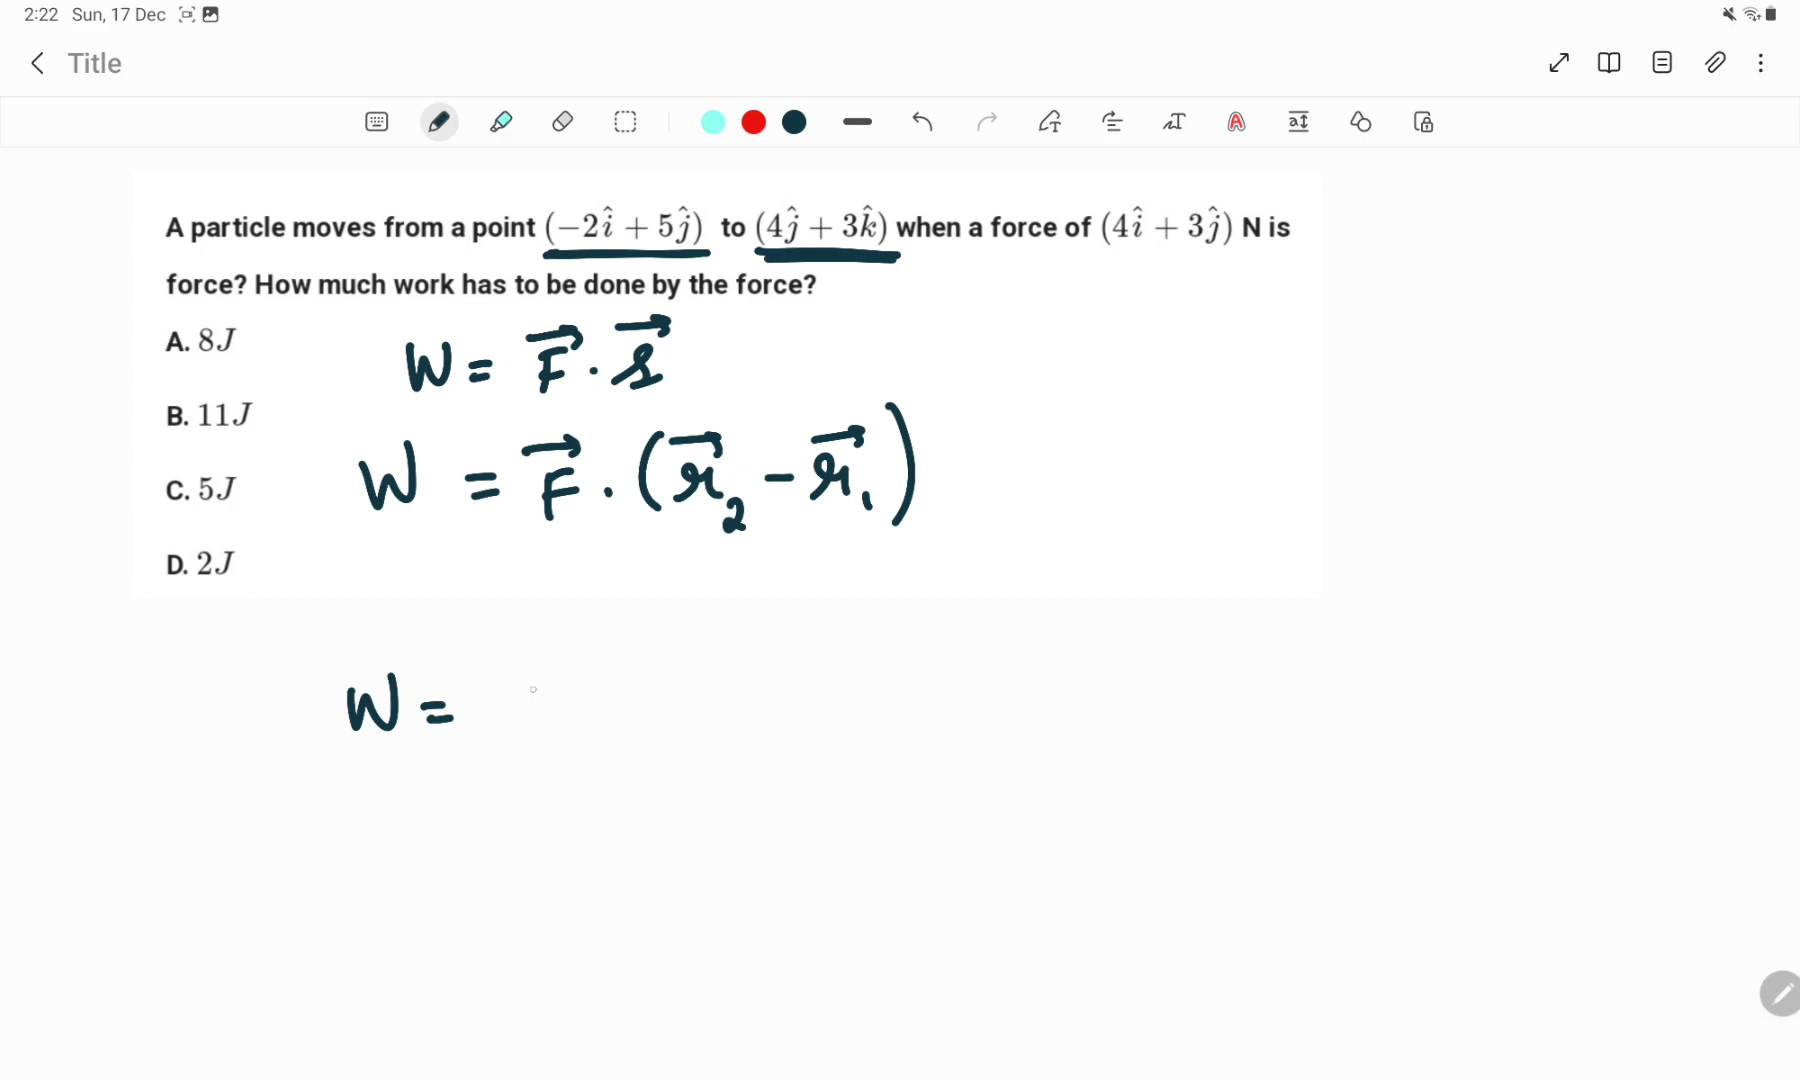 2:22 Sun, 17 Dec
Title
A particle moves from a point (−2î + 5ĵ) to (4ĵ + 3k̂) when a force of (4î + 3ĵ) N is
force? How much work has to be done by the force?
A. 8J
W = F⃗ . s⃗
B. 11J
W = F⃗ . (r⃗₂ − r⃗₁)
C. 5J
D. 2J
W =